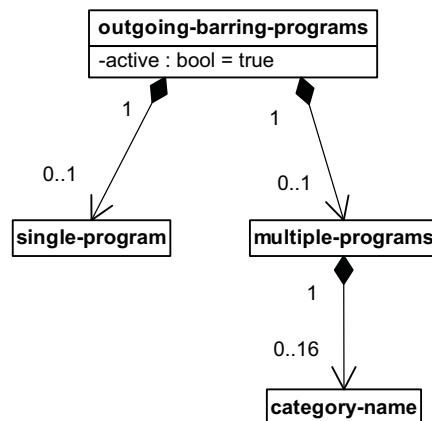 outgoing-barring-programs
-active : bool = true
1
1
0..1
0..1
single-program
multiple-programs
1
0..16
category-name